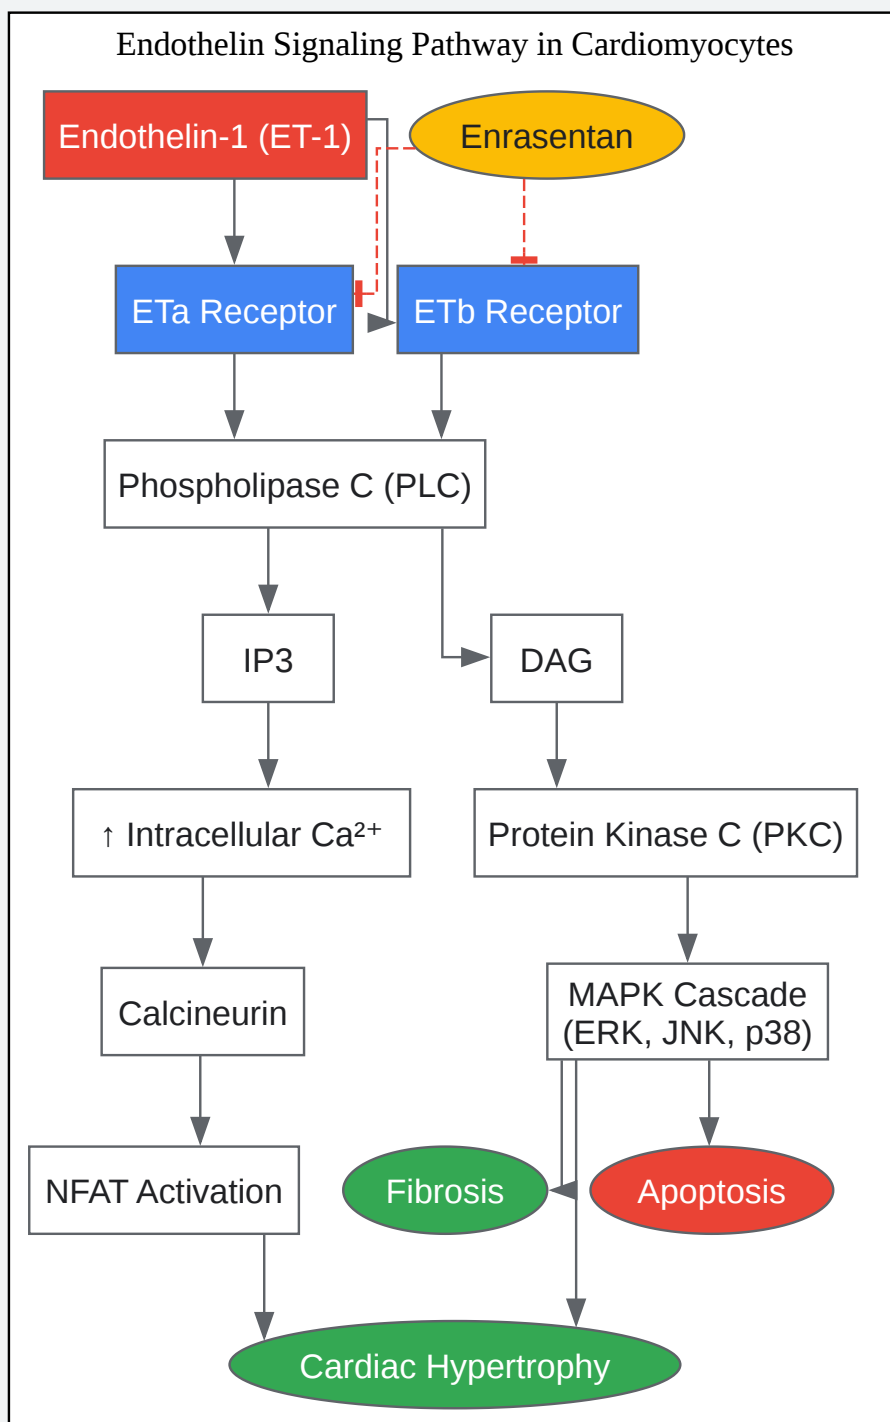 Endothelin Signaling Pathway in Cardiomyocytes
Endothelin-1 (ET-1)
Enrasentan
ETa Receptor
ETb Receptor
Phospholipase C (PLC)
IP3
DAG
↑ Intracellular Ca²⁺
Protein Kinase C (PKC)
Calcineurin
MAPK Cascade
(ERK, JNK, p38)
NFAT Activation
Fibrosis
Apoptosis
Cardiac Hypertrophy